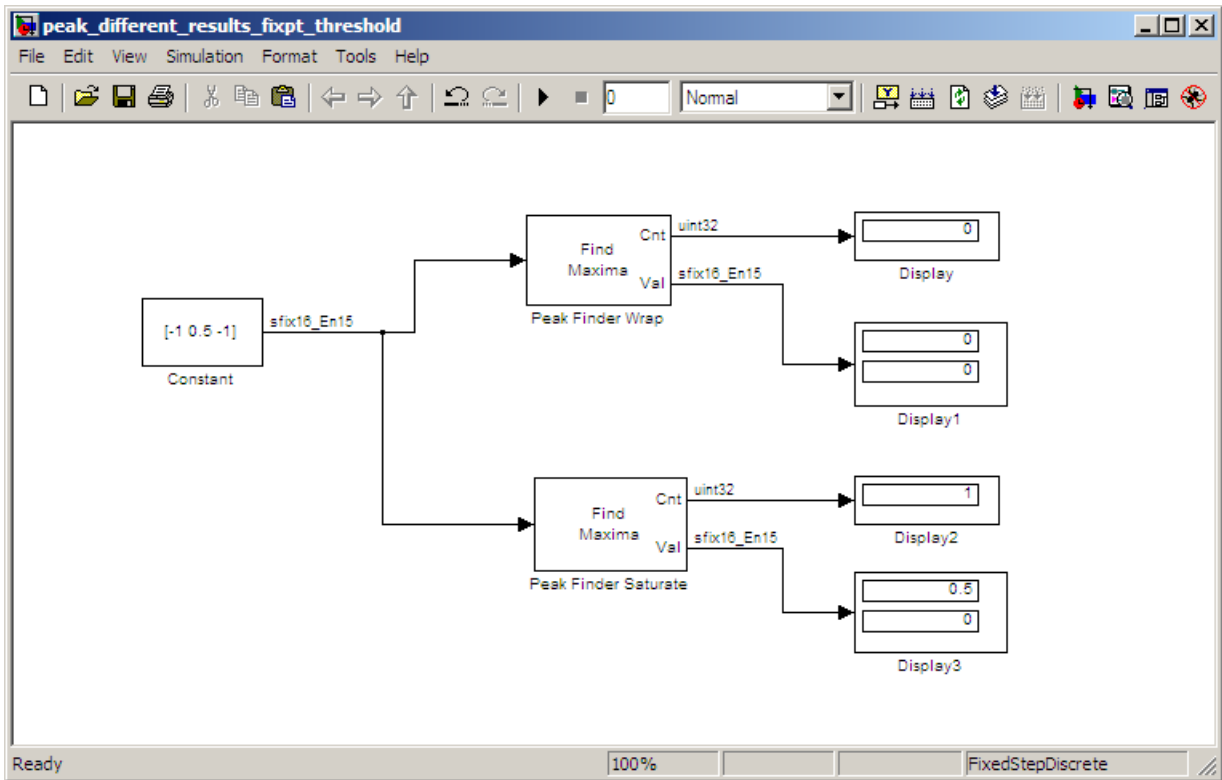 peak_different_results_fixpt_threshold
File Edit View Simulation Format Tools Help
0 Normal
[-1 0.5 -1]
Constant
sfix16_En15
Find
Maxima
Cnt
Val
Peak Finder Wrap
uint32
sfix16_En15
0
Display
0
0
Display1
Find
Maxima
Cnt
Val
Peak Finder Saturate
uint32
sfix16_En15
1
Display2
0.5
0
Display3
Ready 100% FixedStepDiscrete